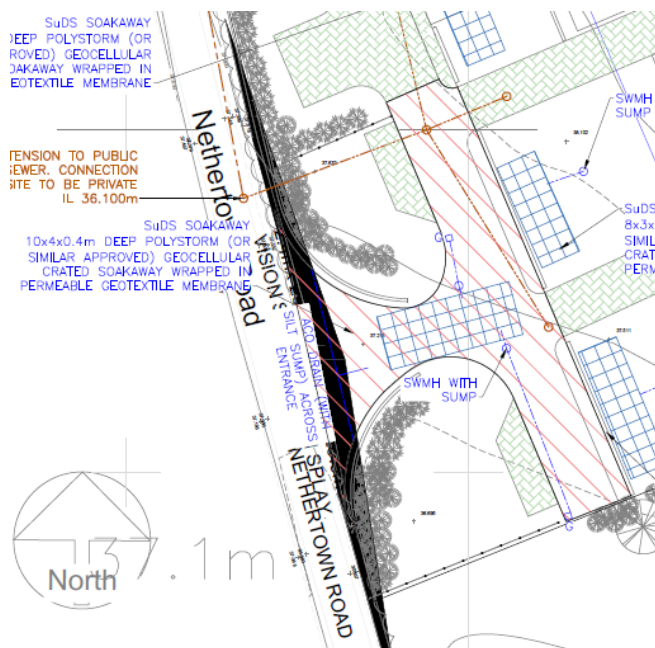 SuDS SOAKAWAY
DEEP POLYSTORM (OR
ROVED) GEOCELLULAR
OAKAWAY WRAPPED IN
EOTEXTILE MEMBRANE
Nethertow
oad
TENSION TO PUBLIC
SEWER. CONNECTION
SITE TO BE PRIVATE
IL 36.100m
SuDS SOAKAWAY
10x4x0.4m DEEP POLYSTORM (OR
SIMILAR APPROVED) GEOCELLULAR
CRATED SOAKAWAY WRAPPED IN
PERMEABLE GEOTEXTILE MEMBRANE
SWMH
SUMP
SuDS
8x3x
SIMIL
CRAT
PERM
VISION S
ACO DRAIN (WITH
SILT SUMP) ACROSS
ENTRANCE
SWMH WITH
SUMP
SPLAY
NETHERTOWN ROAD
37.1m
North